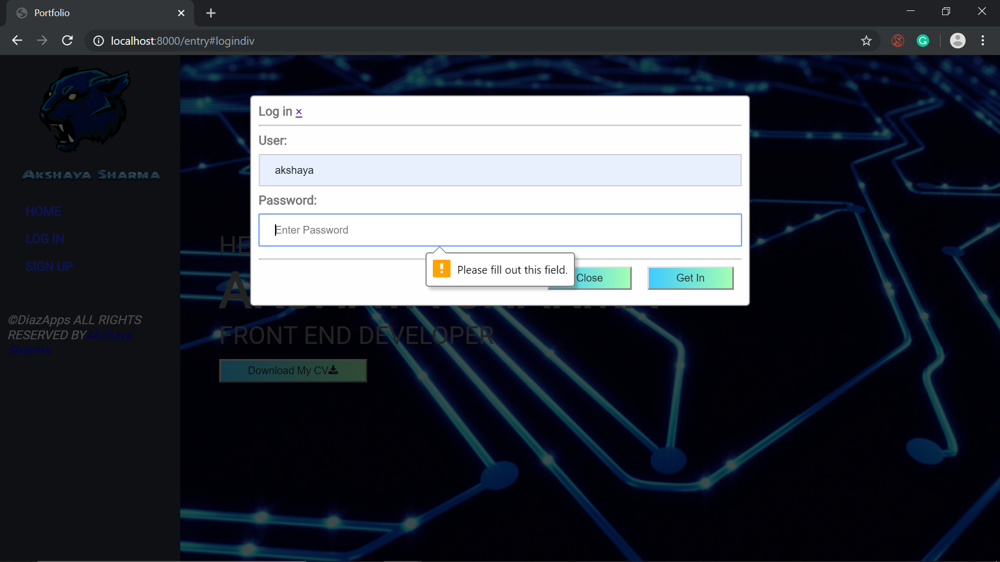 Portfolio
localhost:8000/entry#logindiv
AKSHAYA SHARMA
HOME
LOG IN
SIGN UP
©DiazApps ALL RIGHTS
RESERVED BYAkshaya
Sharma
Log in ×
User:
akshaya
Password:
Enter Password
Please fill out this field.
Close
Get In
HE
FRONT END DEVELOPER
Download My CV